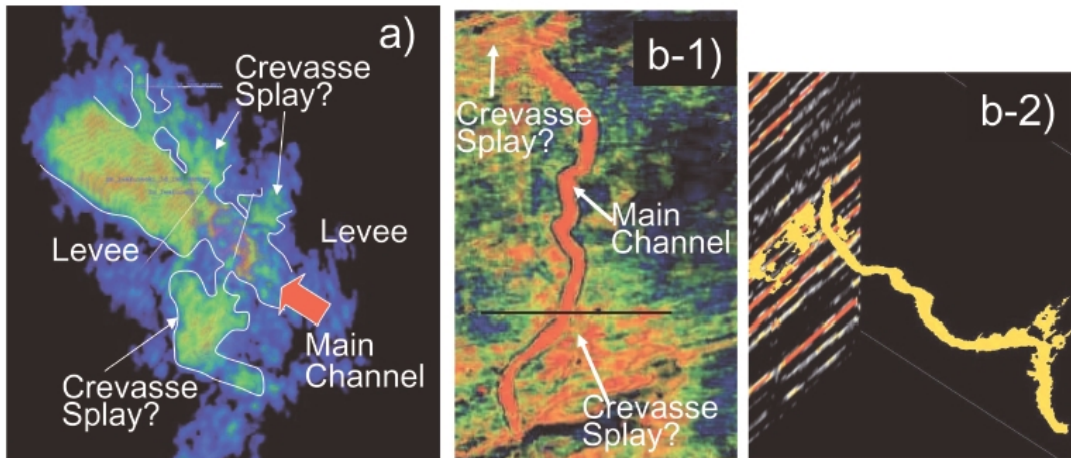 a)
Crevasse
Splay?
Levee
Levee
Main
Channel
Crevasse
Splay?
b-1)
Crevasse
Splay?
Main
Channel
Crevasse
Splay?
b-2)